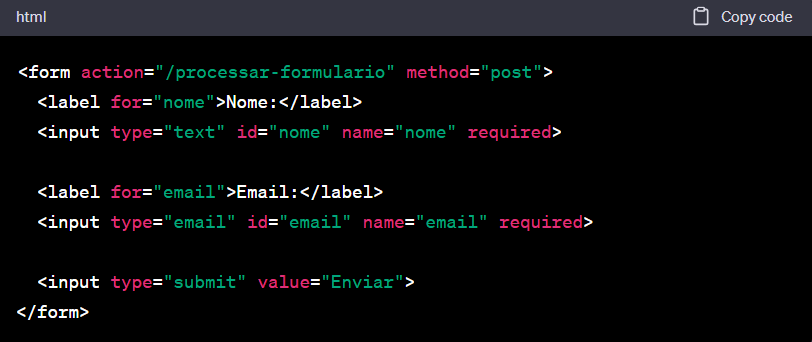 html
Copy code
<form action="/processar-formulario" method="post">
<label for="nome">Nome:</label>
<input type="text" id="nome" name="nome" required>
<label for="email">Email:</label>
<input type="email" id="email" name="email" required>
<input type="submit" value="Enviar">
</form>